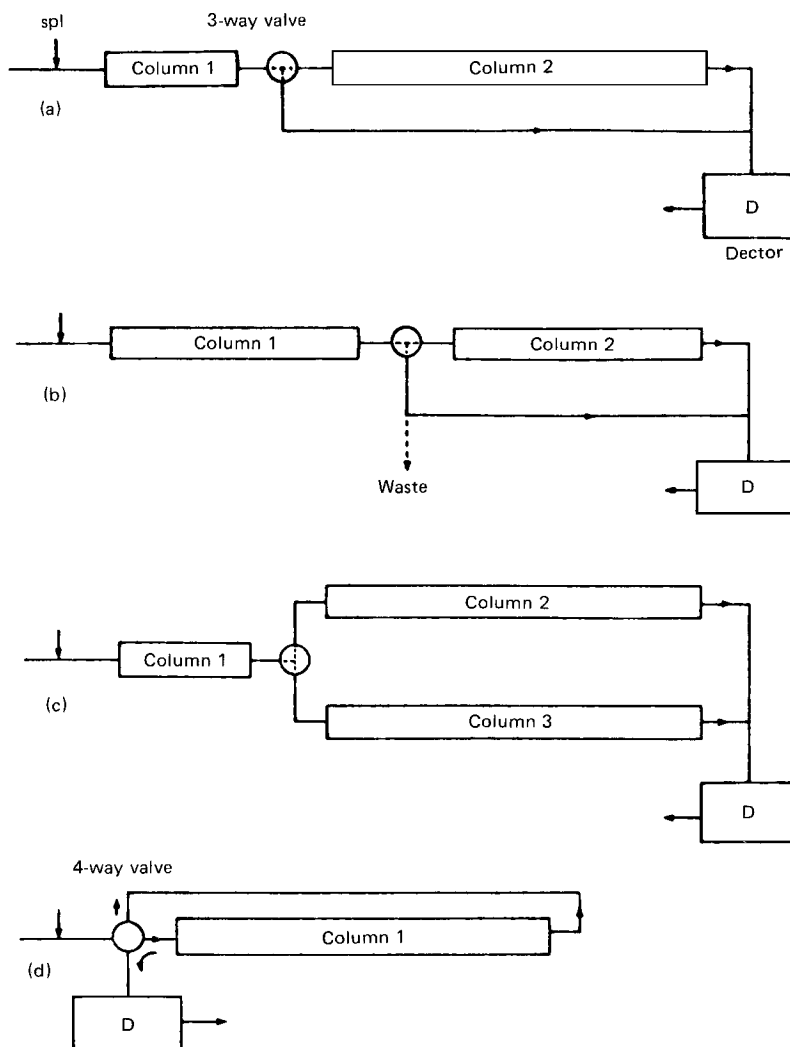 spl
3-way valve
Column 1
Column 2
(a)
D
Dector
Column 1
Column 2
(b)
Waste
D
Column 2
Column 1
(c)
Column 3
D
4-way valve
Column 1
(d)
D